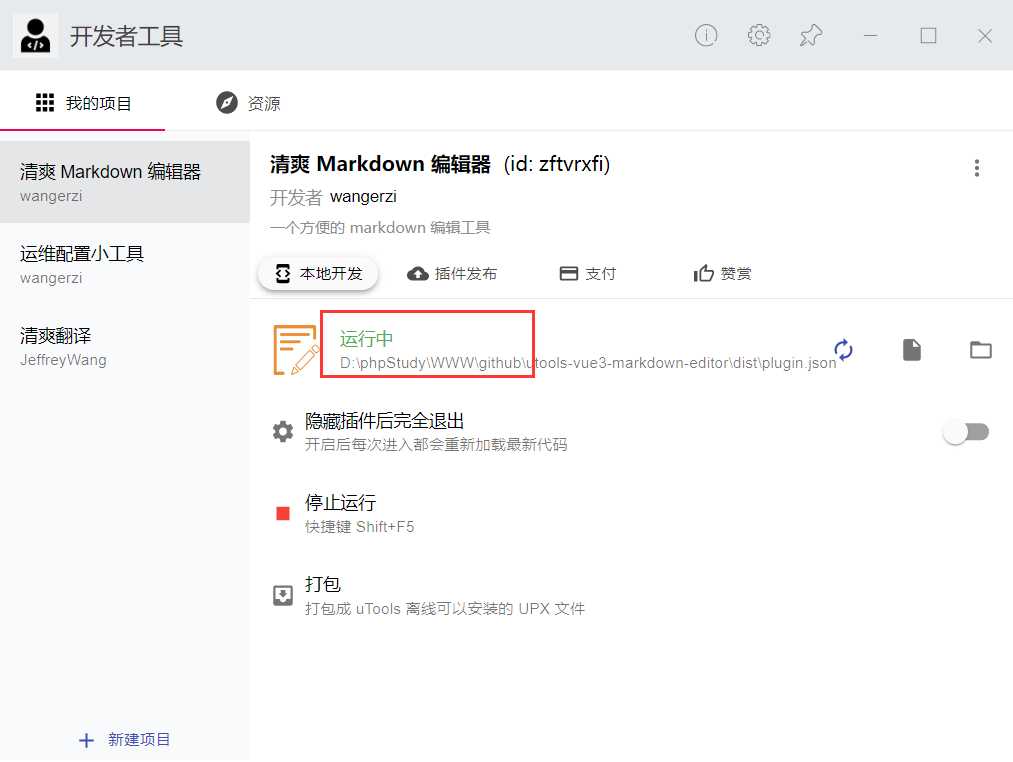 开发者工具
我的项目
资源
清爽 Markdown 编辑器
wangerzi
运维配置小工具
wangerzi
清爽翻译
JeffreyWang
新建项目
清爽 Markdown 编辑器 (id: zftvrxfi)
开发者 wangerzi
一个方便的 markdown 编辑工具
本地开发
插件发布
支付
赞赏
运行中
D:\phpStudy\WWW\github\utools-vue3-markdown-editor\dist\plugin.json
隐藏插件后完全退出
开启后每次进入都会重新加载最新代码
停止运行
快捷键 Shift+F5
打包
打包成 uTools 离线可以安装的 UPX 文件